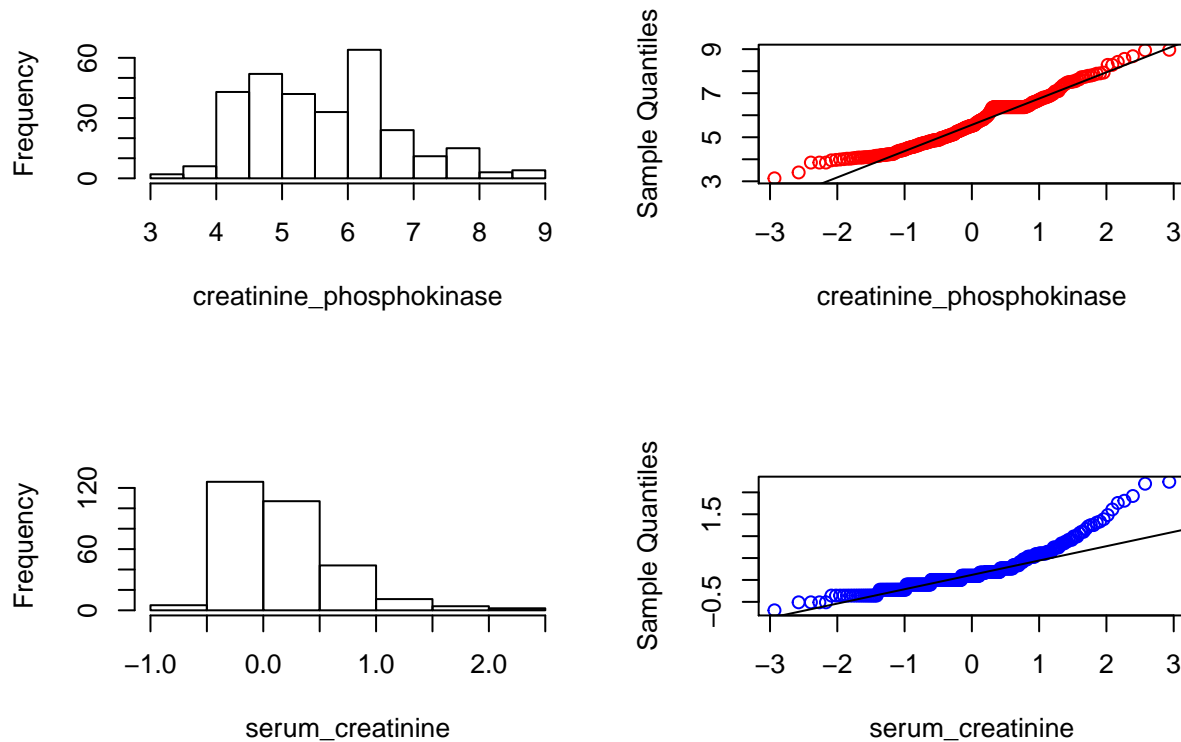 Frequency
0 30 60
3 4 5 6 7 8 9
creatinine_phosphokinase
Sample Quantiles
3 5 7 9
−3 −2 −1 0 1 2 3
creatinine_phosphokinase
Frequency
0 60 120
−1.0 0.0 1.0 2.0
serum_creatinine
Sample Quantiles
−0.5 1.5
−3 −2 −1 0 1 2 3
serum_creatinine